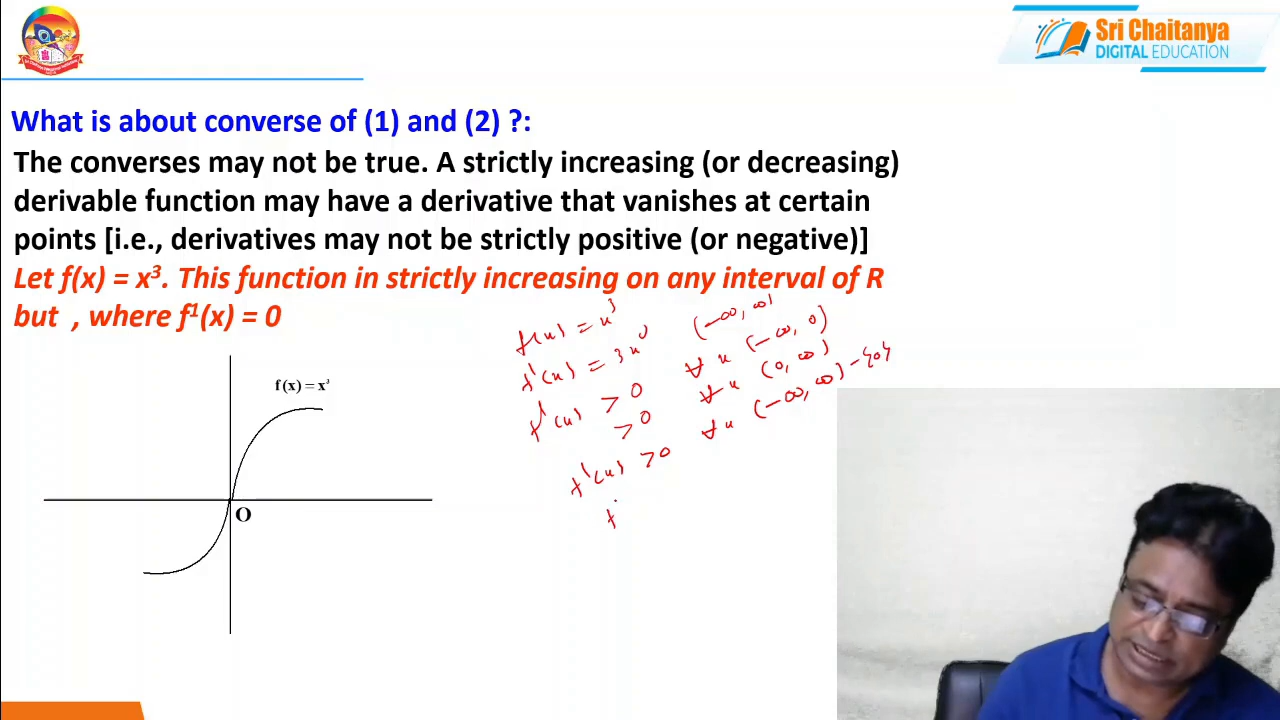 Sri Chaitanya
DIGITAL EDUCATION
What is about converse of (1) and (2) ?:
The converses may not be true. A strictly increasing (or decreasing)
derivable function may have a derivative that vanishes at certain
points [i.e., derivatives may not be strictly positive (or negative)]
Let f(x) = x³. This function in strictly increasing on any interval of R
but , where f¹(x) = 0
f(x) = x³
O
f(x) = x³ (-∞, ∞)
f'(x) = 3x² ∀ x (-∞, 0)
f'(x) > 0 ∀ x (0, ∞)
> 0 ∀ x (-∞, ∞) - {0}
f'(x) > 0
f'